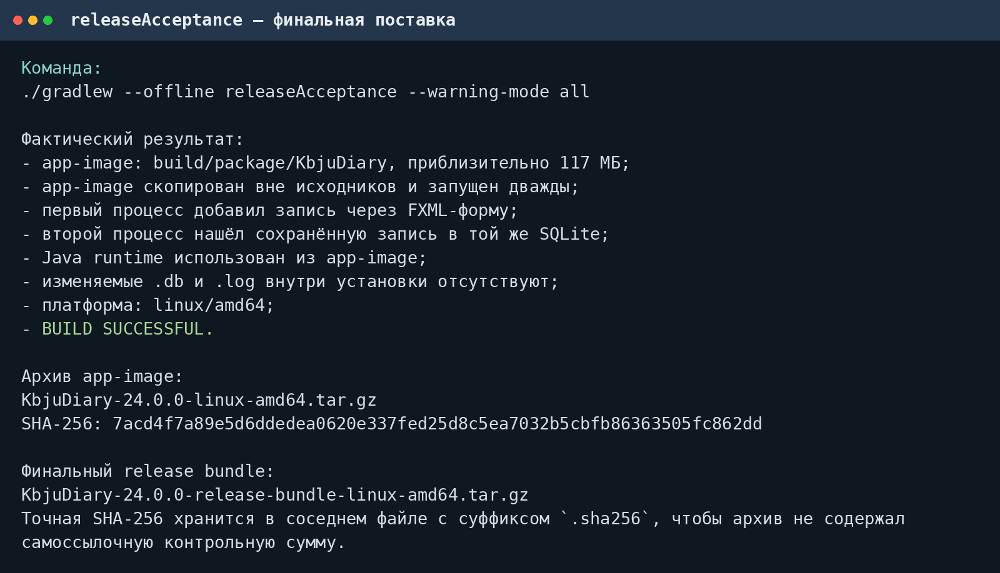 releaseAcceptance — финальная поставка
Команда:
./gradlew --offline releaseAcceptance --warning-mode all
Фактический результат:
- app-image: build/package/KbjuDiary, приблизительно 117 МБ;
- app-image скопирован вне исходников и запущен дважды;
- первый процесс добавил запись через FXML-форму;
- второй процесс нашёл сохранённую запись в той же SQLite;
- Java runtime использован из app-image;
- изменяемые .db и .log внутри установки отсутствуют;
- платформа: linux/amd64;
- BUILD SUCCESSFUL.
Архив app-image:
KbjuDiary-24.0.0-linux-amd64.tar.gz
SHA-256: 7acd4f7a89e5d6ddedea0620e337fed25d8c5ea7032b5cbfb86363505fc862dd
Финальный release bundle:
KbjuDiary-24.0.0-release-bundle-linux-amd64.tar.gz
Точная SHA-256 хранится в соседнем файле с суффиксом `.sha256`, чтобы архив не содержал
самоссылочную контрольную сумму.